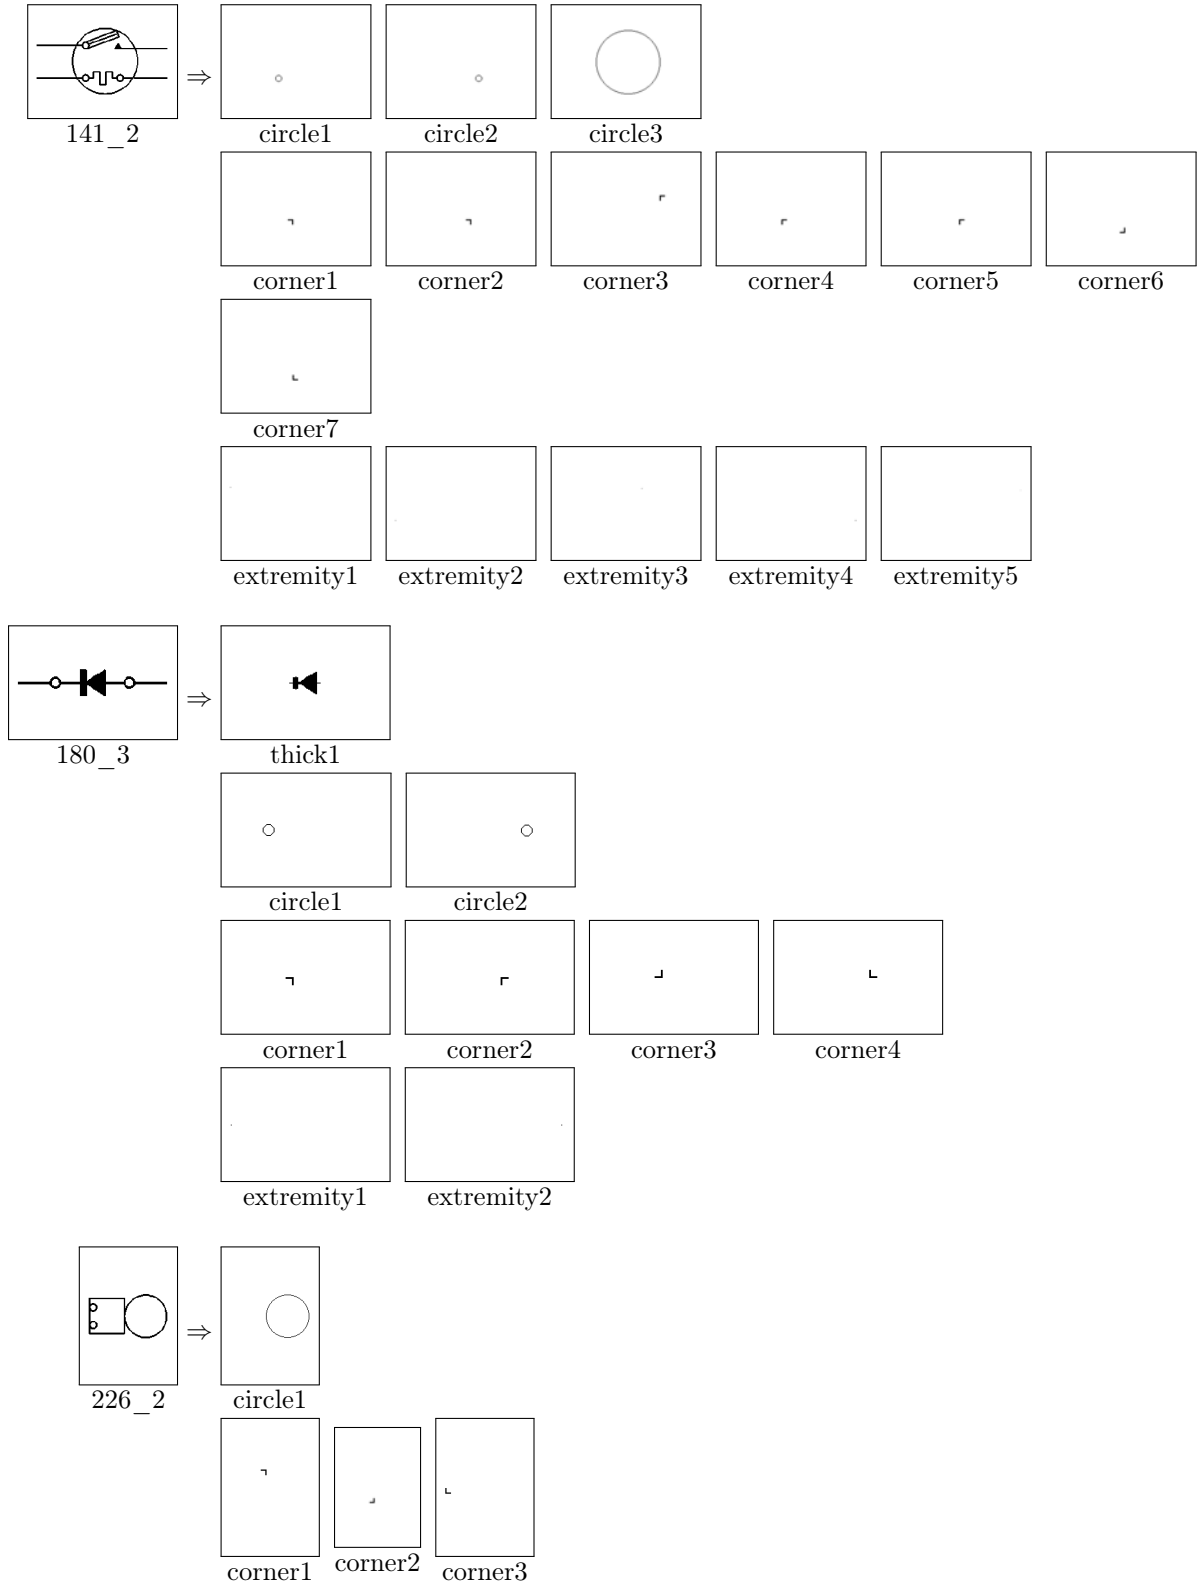 141_2 ⇒ circle1 circle2 circle3
corner1 corner2 corner3 corner4 corner5 corner6
corner7
extremity1 extremity2 extremity3 extremity4 extremity5
180_3 ⇒ thick1
circle1 circle2
corner1 corner2 corner3 corner4
extremity1 extremity2
226_2 ⇒ circle1
corner1 corner2 corner3